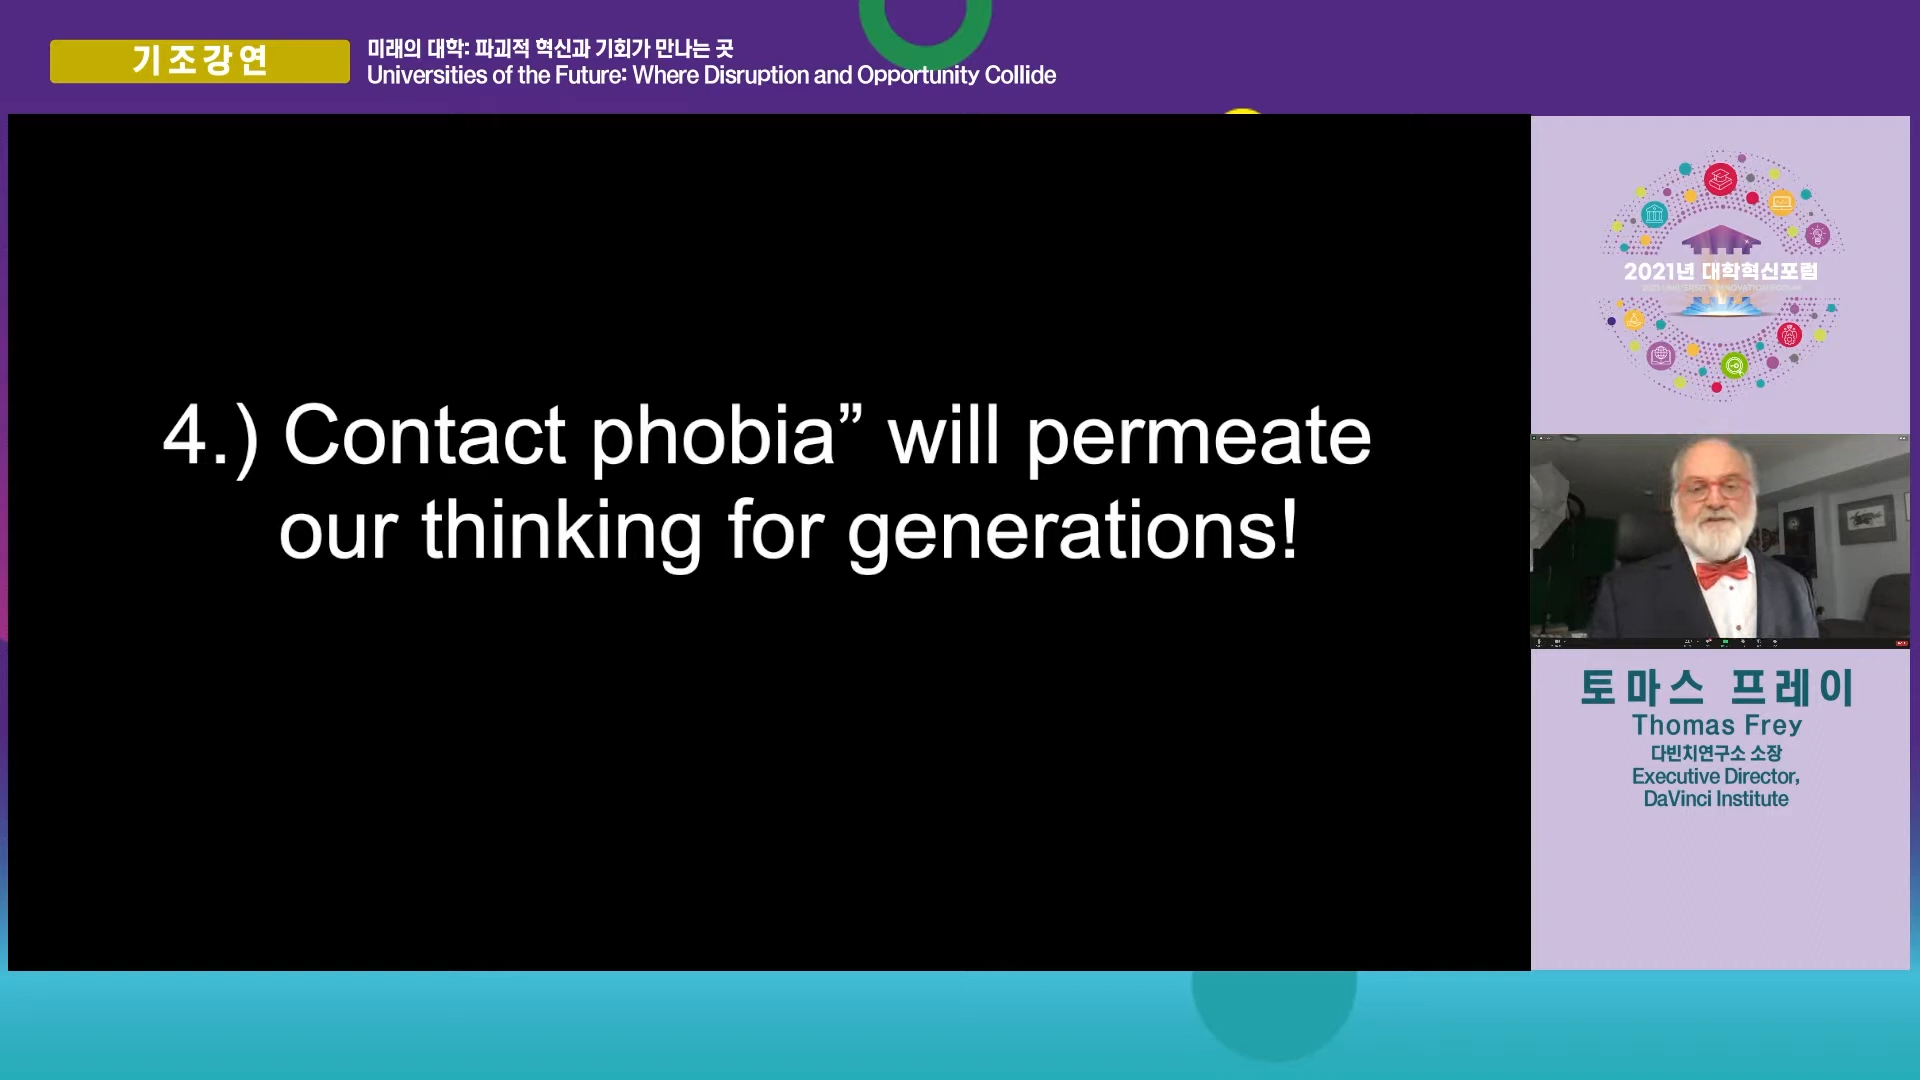 기조강연
미래의 대학: 파괴적 혁신과 기회가 만나는 곳
Universities of the Future: Where Disruption and Opportunity Collide
4.) Contact phobia” will permeate
our thinking for generations!
2021년 대학혁신포럼
토마스 프레이
Thomas Frey
다빈치연구소 소장
Executive Director,
DaVinci Institute